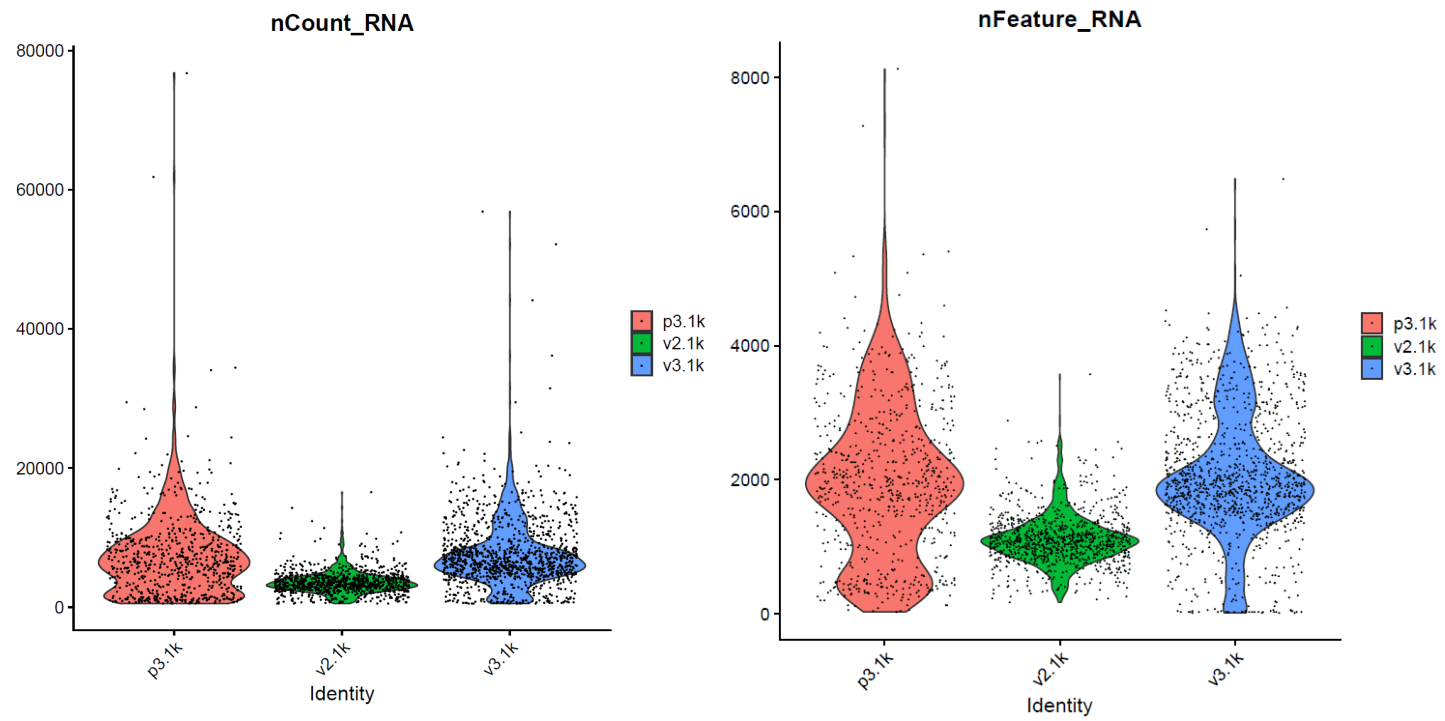 nCount_RNA
80000
60000
40000
20000
0
p3.1k
v2.1k
v3.1k
Identity
p3.1k
v2.1k
v3.1k
nFeature_RNA
8000
6000
4000
2000
0
p3.1k
v2.1k
v3.1k
Identity
p3.1k
v2.1k
v3.1k